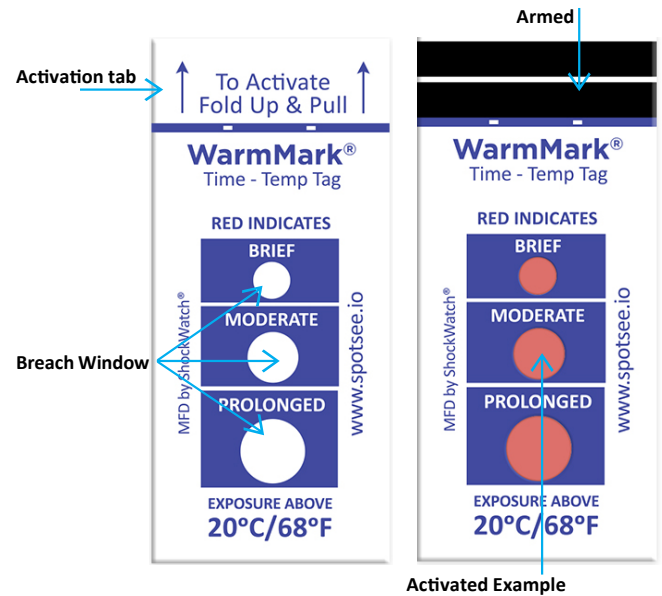 Armed
Activation tab
To Activate
Fold Up & Pull
WarmMark®
Time - Temp Tag
RED INDICATES
BRIEF
MODERATE
PROLONGED
EXPOSURE ABOVE
20°C/68°F
MFD by ShockWatch®
www.spotsee.io
Breach Window
WarmMark®
Time - Temp Tag
RED INDICATES
BRIEF
MODERATE
PROLONGED
EXPOSURE ABOVE
20°C/68°F
MFD by ShockWatch®
www.spotsee.io
Activated Example